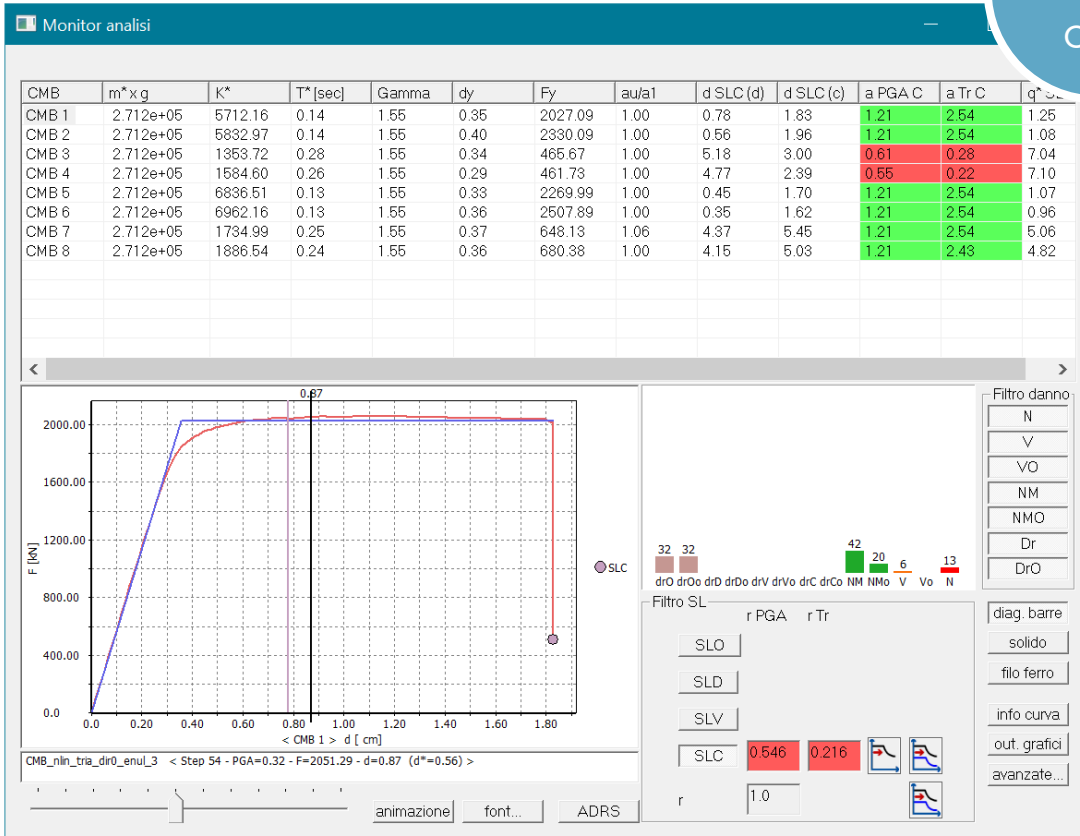 Monitor analisi
CMB m* x g K* T* [sec] Gamma dy Fy au/a1 d SLC (d) d SLC (c) a PGA C a Tr C
CMB 1 2.712e+05 5712.16 0.14 1.55 0.35 2027.09 1.00 0.78 1.83 1.21 2.54 1.25
CMB 2 2.712e+05 5832.97 0.14 1.55 0.40 2330.09 1.00 0.56 1.96 1.21 2.54 1.08
CMB 3 2.712e+05 1353.72 0.28 1.55 0.34 465.67 1.00 5.18 3.00 0.61 0.28 7.04
CMB 4 2.712e+05 1584.60 0.26 1.55 0.29 461.73 1.00 4.77 2.39 0.55 0.22 7.10
CMB 5 2.712e+05 6836.51 0.13 1.55 0.33 2269.99 1.00 0.45 1.70 1.21 2.54 1.07
CMB 6 2.712e+05 6962.16 0.13 1.55 0.36 2507.89 1.00 0.35 1.62 1.21 2.54 0.96
CMB 7 2.712e+05 1734.99 0.25 1.55 0.37 648.13 1.06 4.37 5.45 1.21 2.54 5.06
CMB 8 2.712e+05 1886.54 0.24 1.55 0.36 680.38 1.00 4.15 5.03 1.21 2.43 4.82
0.87
2000.00
1600.00
1200.00
800.00
400.00
0.0
F [kN]
0.0 0.20 0.40 0.60 0.80 1.00 1.20 1.40 1.60 1.80
< CMB 1 > d [ cm]
SLC
CMB_nlin_tria_dir0_enul_3 < Step 54 - PGA=0.32 - F=2051.29 - d=0.87 (d*=0.56) >
animazione font... ADRS
32 32 42 20 6 13
drO drOo drD drDo drV drVo drC drCo NM NMo V Vo N
Filtro SL
r PGA r Tr
SLO
SLD
SLV
SLC 0.546 0.216
r 1.0
Filtro danno
N
V
VO
NM
NMO
Dr
DrO
diag. barre
solido
filo ferro
info curva
out. grafici
avanzate...